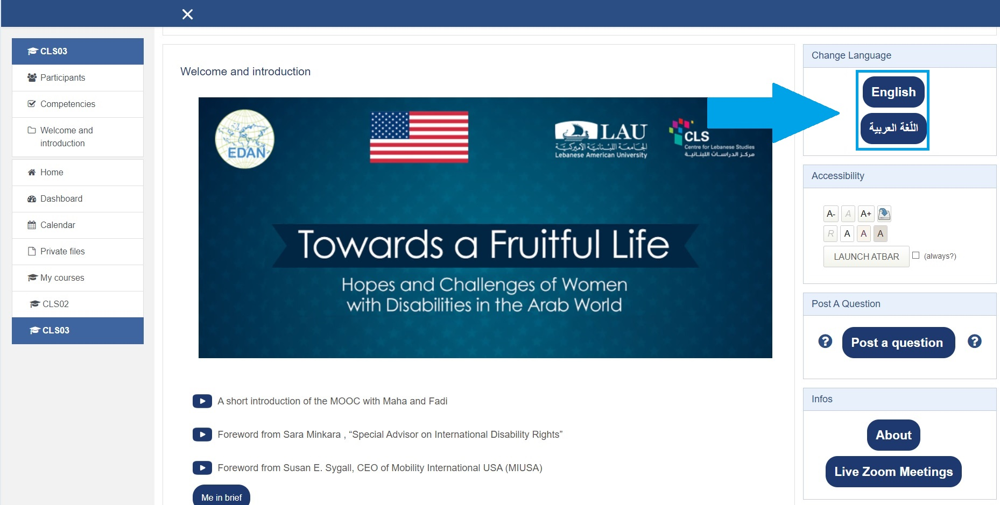 CLS03
Participants
Competencies
Welcome and
introduction
Home
Dashboard
Calendar
Private files
My courses
CLS02
CLS03
Welcome and introduction
EDAN
LAU
الجامعة اللبنانية الأميركية
Lebanese American University
CLS
Centre for Lebanese Studies
مركز الدراسات اللبنانية
Towards a Fruitful Life
Hopes and Challenges of Women
with Disabilities in the Arab World
A short introduction of the MOOC with Maha and Fadi
Foreword from Sara Minkara , “Special Advisor on International Disability Rights”
Foreword from Susan E. Sygall, CEO of Mobility International USA (MIUSA)
Me in brief
Change Language
English
اللّغة العربية
Accessibility
A- A A+
R A A A
LAUNCH ATBAR (always?)
Post A Question
? Post a question ?
Infos
About
Live Zoom Meetings